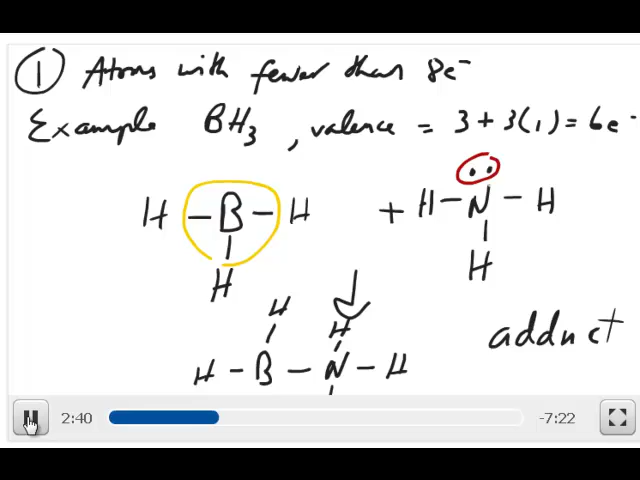 ① Atoms with fewer than 8e⁻
Example BH₃, valence = 3 + 3(1) = 6e⁻
H – B – H + H – N – H
H H
H H
adduct
H – B – N – H
2:40 -7:22